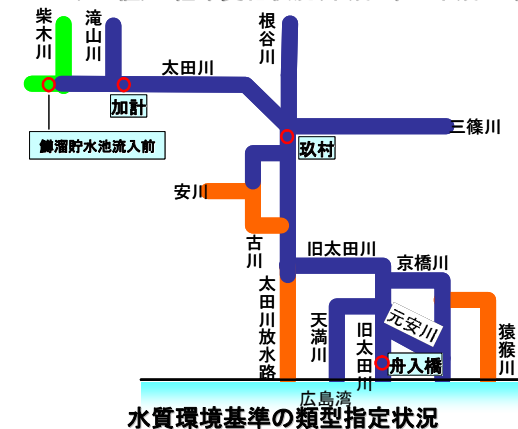 柴木川
滝山川
根谷川
太田川
加計
三篠川
鱒溜貯水池流入前
玖村
安川
古川
旧太田川
京橋川
太田川放水路
天満川
旧太田川
元安川
猿猴川
舟入橋
広島湾
水質環境基準の類型指定状況